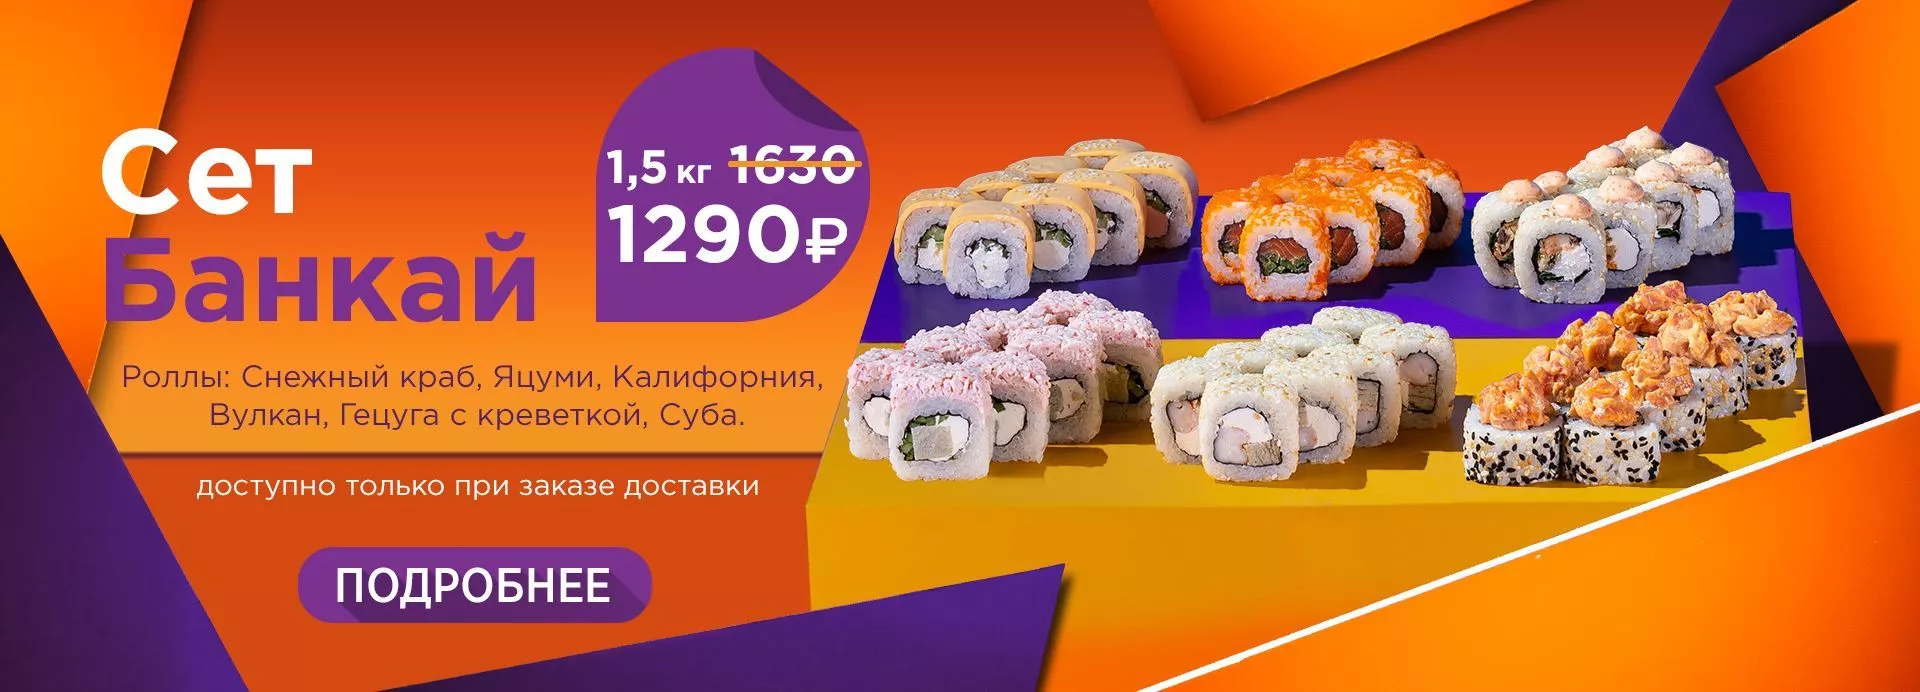 Сет
Банкай
1,5 кг 1630
1290₽
Роллы: Снежный краб, Яцуми, Калифорния,
Вулкан, Гецуга с креветкой, Суба.
доступно только при заказе доставки
ПОДРОБНЕЕ